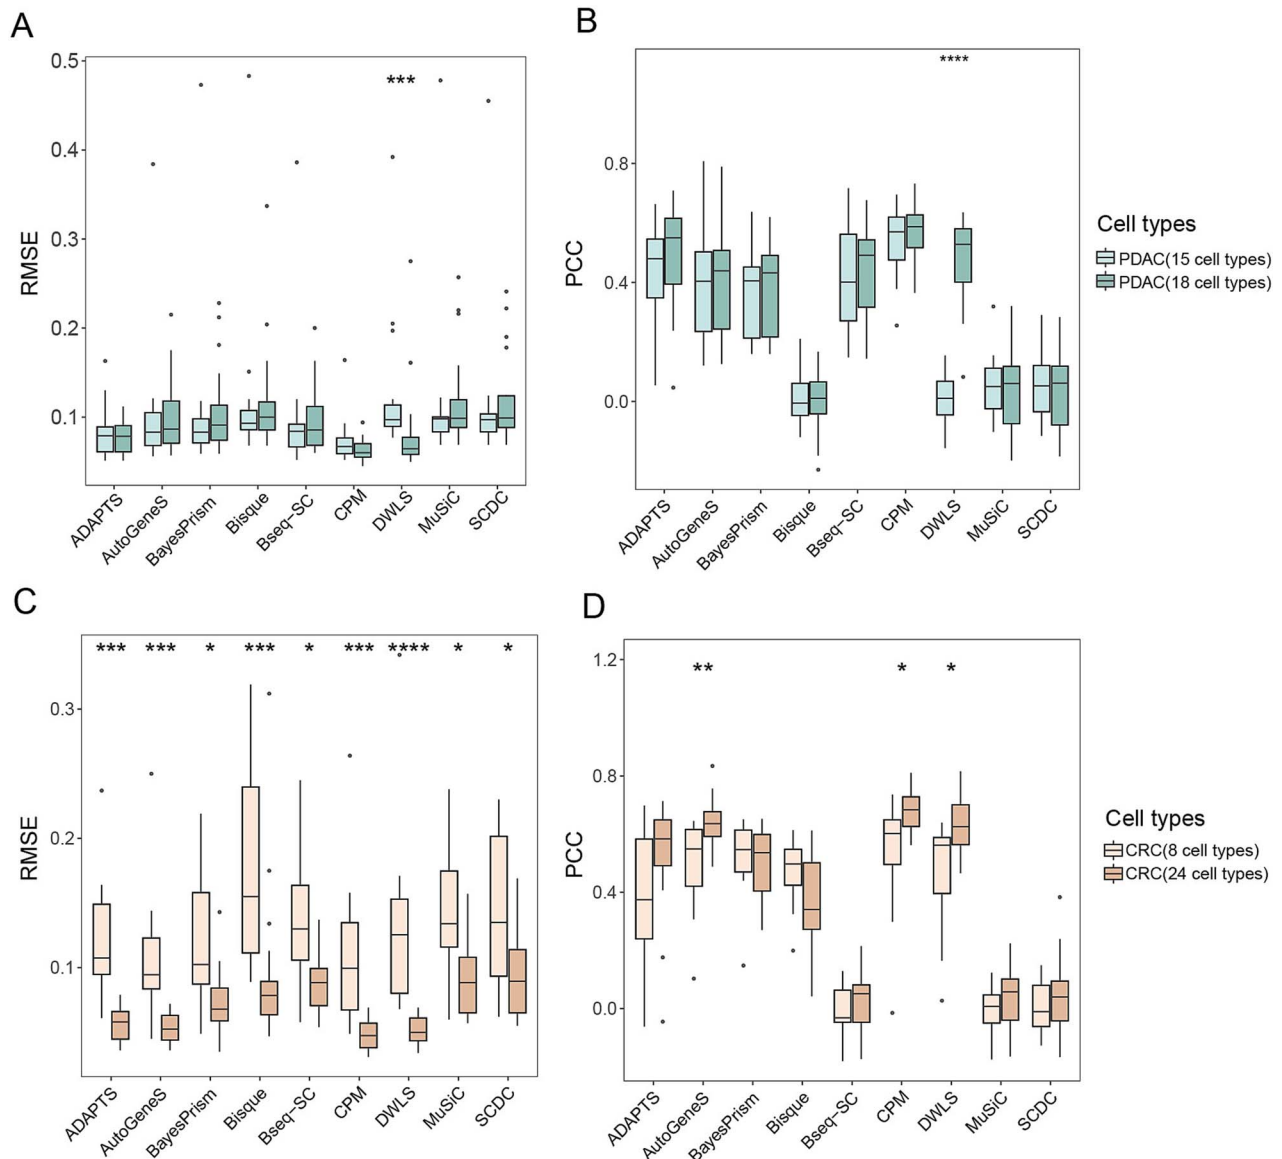 A
RMSE
0.5
0.4
0.3
0.2
0.1
***
ADAPTS
AutoGeneS
BayesPrism
Bisque
Bseq-SC
CPM
DWLS
MuSiC
SCDC
B
PCC
0.8
0.4
0.0
****
ADAPTS
AutoGeneS
BayesPrism
Bisque
Bseq-SC
CPM
DWLS
MuSiC
SCDC
Cell types
PDAC(15 cell types)
PDAC(18 cell types)
C
RMSE
0.3
0.2
0.1
*** *** * *** * *** **** * *
ADAPTS
AutoGeneS
BayesPrism
Bisque
Bseq-SC
CPM
DWLS
MuSiC
SCDC
D
PCC
1.2
0.8
0.4
0.0
** * *
ADAPTS
AutoGeneS
BayesPrism
Bisque
Bseq-SC
CPM
DWLS
MuSiC
SCDC
Cell types
CRC(8 cell types)
CRC(24 cell types)